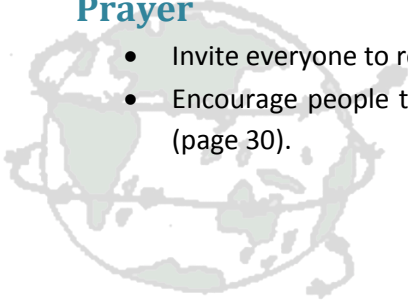 Prayer
• Invite everyone to r
• Encourage people t
(page 30).